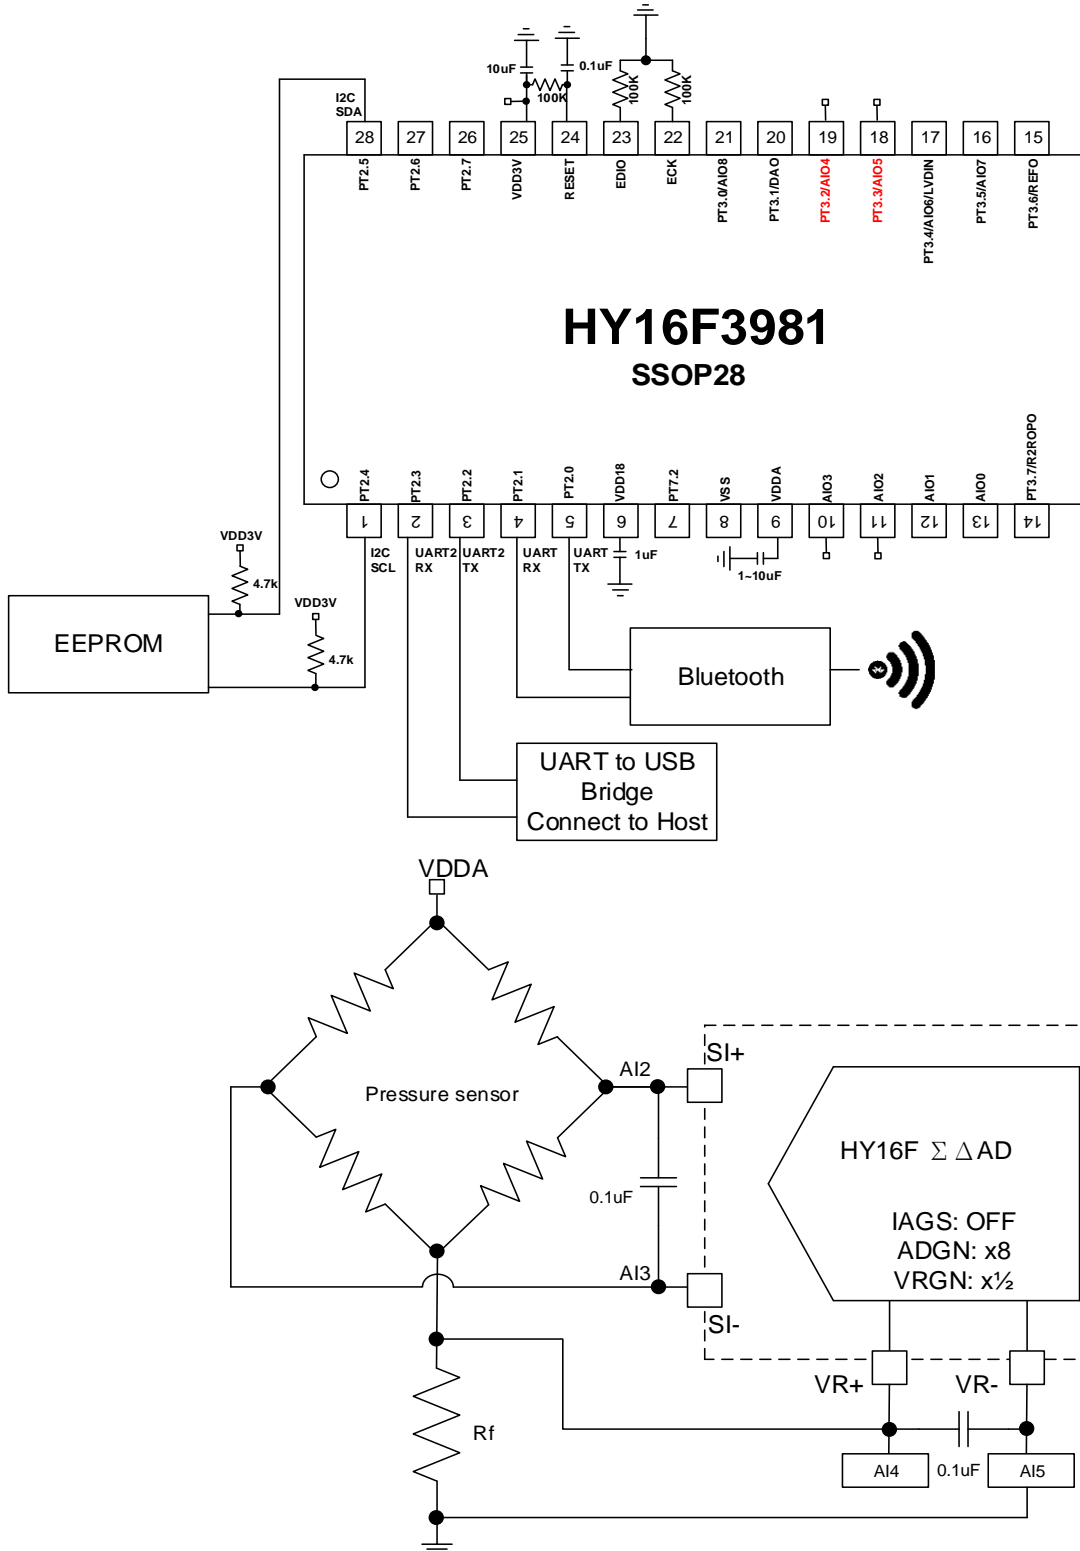 10uF
0.1uF
100K
100K
100K
I2C
SDA
28
27
26
25
24
23
22
21
20
19
18
17
16
15
PT2.5
PT2.6
PT2.7
VDD3V
RESET
EDIO
ECK
PT3.0/AIO8
PT3.1/DAO
PT3.2/AIO4
PT3.3/AIO5
PT3.4/AIO6/LVDIN
PT3.5/AIO7
PT3.6/REFO
HY16F3981
SSOP28
PT2.4
PT2.3
PT2.2
PT2.1
PT2.0
VDD18
PT7.2
VSS
VDDA
AIO3
AIO2
AIO1
AIO0
PT3.7/R2ROPO
1
2
3
4
5
6
7
8
9
10
11
12
13
14
I2C
SCL
UART2
RX
UART2
TX
UART
RX
UART
TX
1uF
1~10uF
VDD3V
4.7k
VDD3V
4.7k
EEPROM
Bluetooth
UART to USB
Bridge
Connect to Host
VDDA
Pressure sensor
AI2
SI+
0.1uF
AI3
SI-
HY16F Σ Δ AD
IAGS: OFF
ADGN: x8
VRGN: x½
VR+
VR-
Rf
AI4
0.1uF
AI5